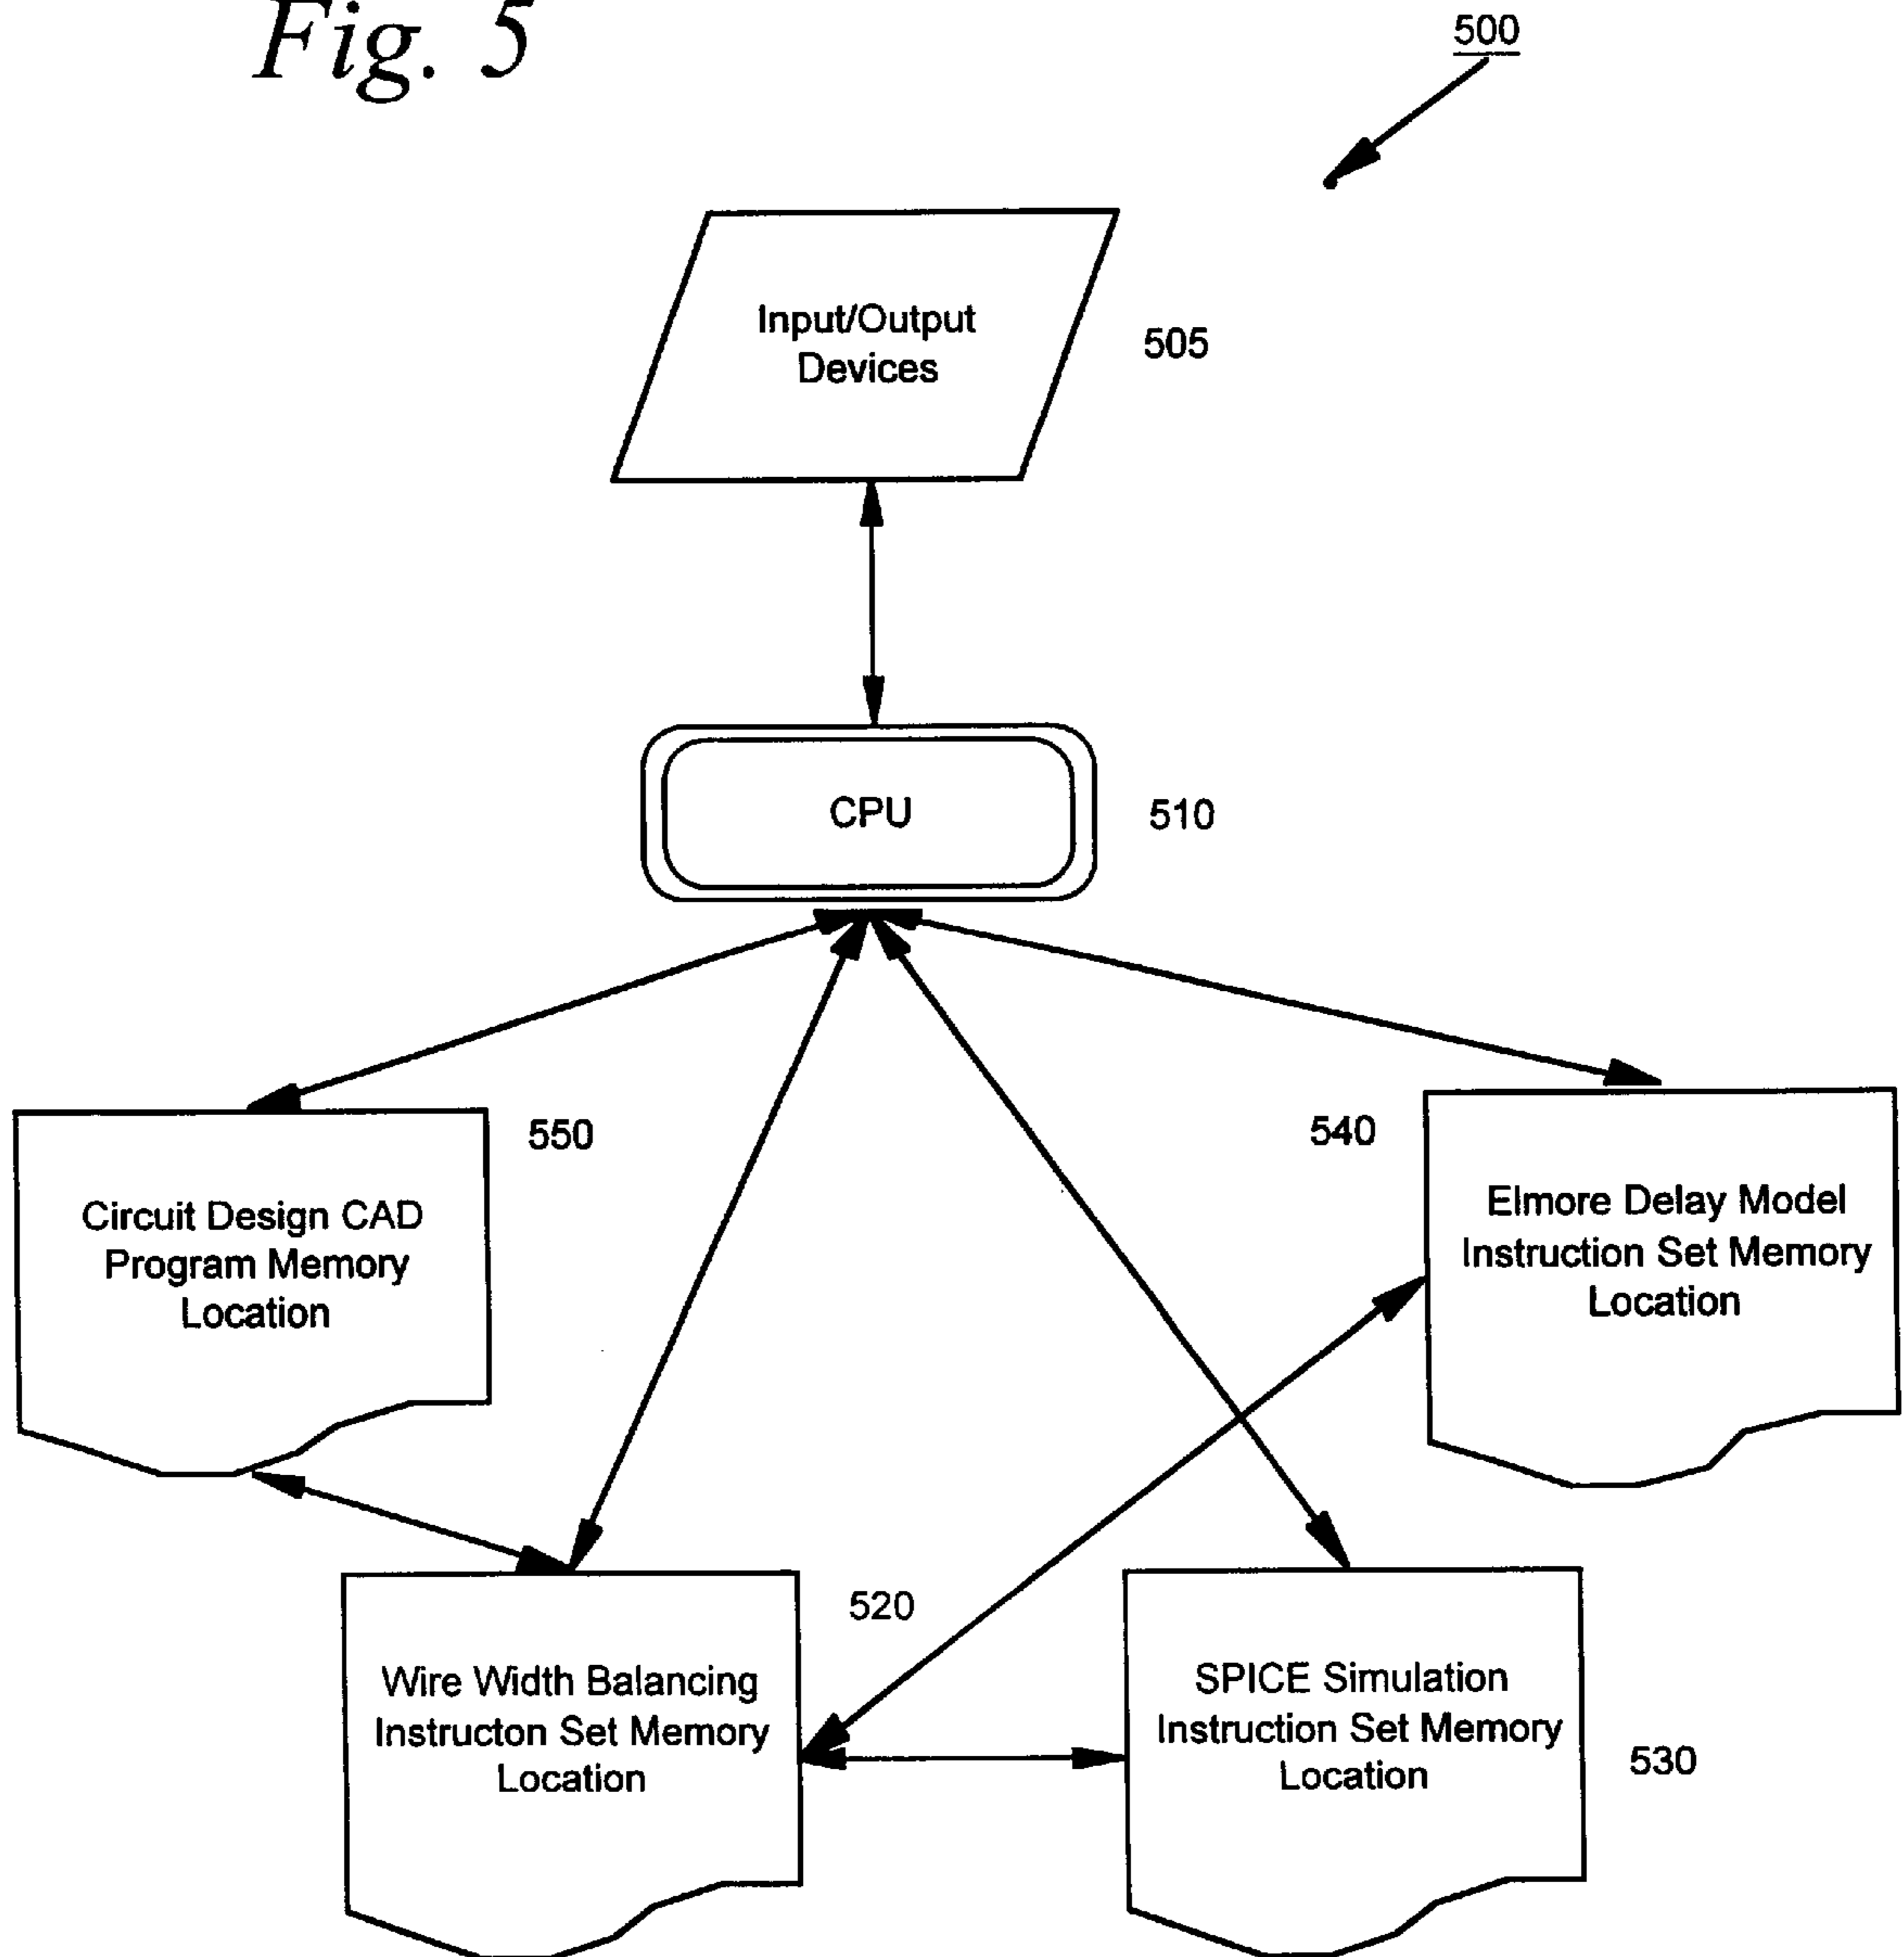 Fig. 5
500
Input/Output
Devices
505
CPU
510
550
540
Circuit Design CAD
Program Memory
Location
Elmore Delay Model
Instruction Set Memory
Location
520
Wire Width Balancing
Instructon Set Memory
Location
SPICE Simulation
Instruction Set Memory
Location
530